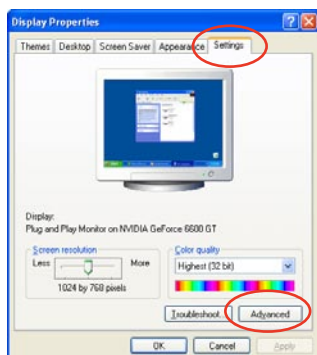 Display Properties
Themes Desktop Screen Saver Appearance Settings
Display:
Plug and Play Monitor on NVIDIA GeForce 6600 GT
Screen resolution
Less More
1024 by 768 pixels
Color quality
Highest (32 bit)
Troubleshoot... Advanced
OK Cancel Apply